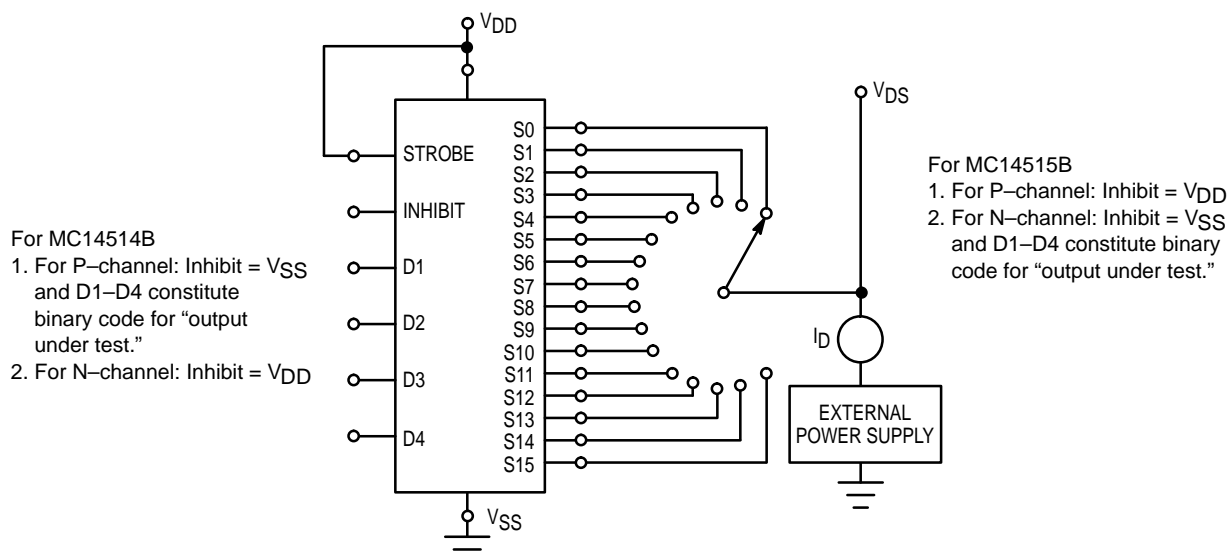 VDD
STROBE
INHIBIT
D1
D2
D3
D4
S0
S1
S2
S3
S4
S5
S6
S7
S8
S9
S10
S11
S12
S13
S14
S15
VSS
For MC14514B
1. For P–channel: Inhibit = VSS
and D1–D4 constitute
binary code for “output
under test.”
2. For N–channel: Inhibit = VDD
VDS
ID
EXTERNAL
POWER SUPPLY
For MC14515B
1. For P–channel: Inhibit = VDD
2. For N–channel: Inhibit = VSS
and D1–D4 constitute binary
code for “output under test.”